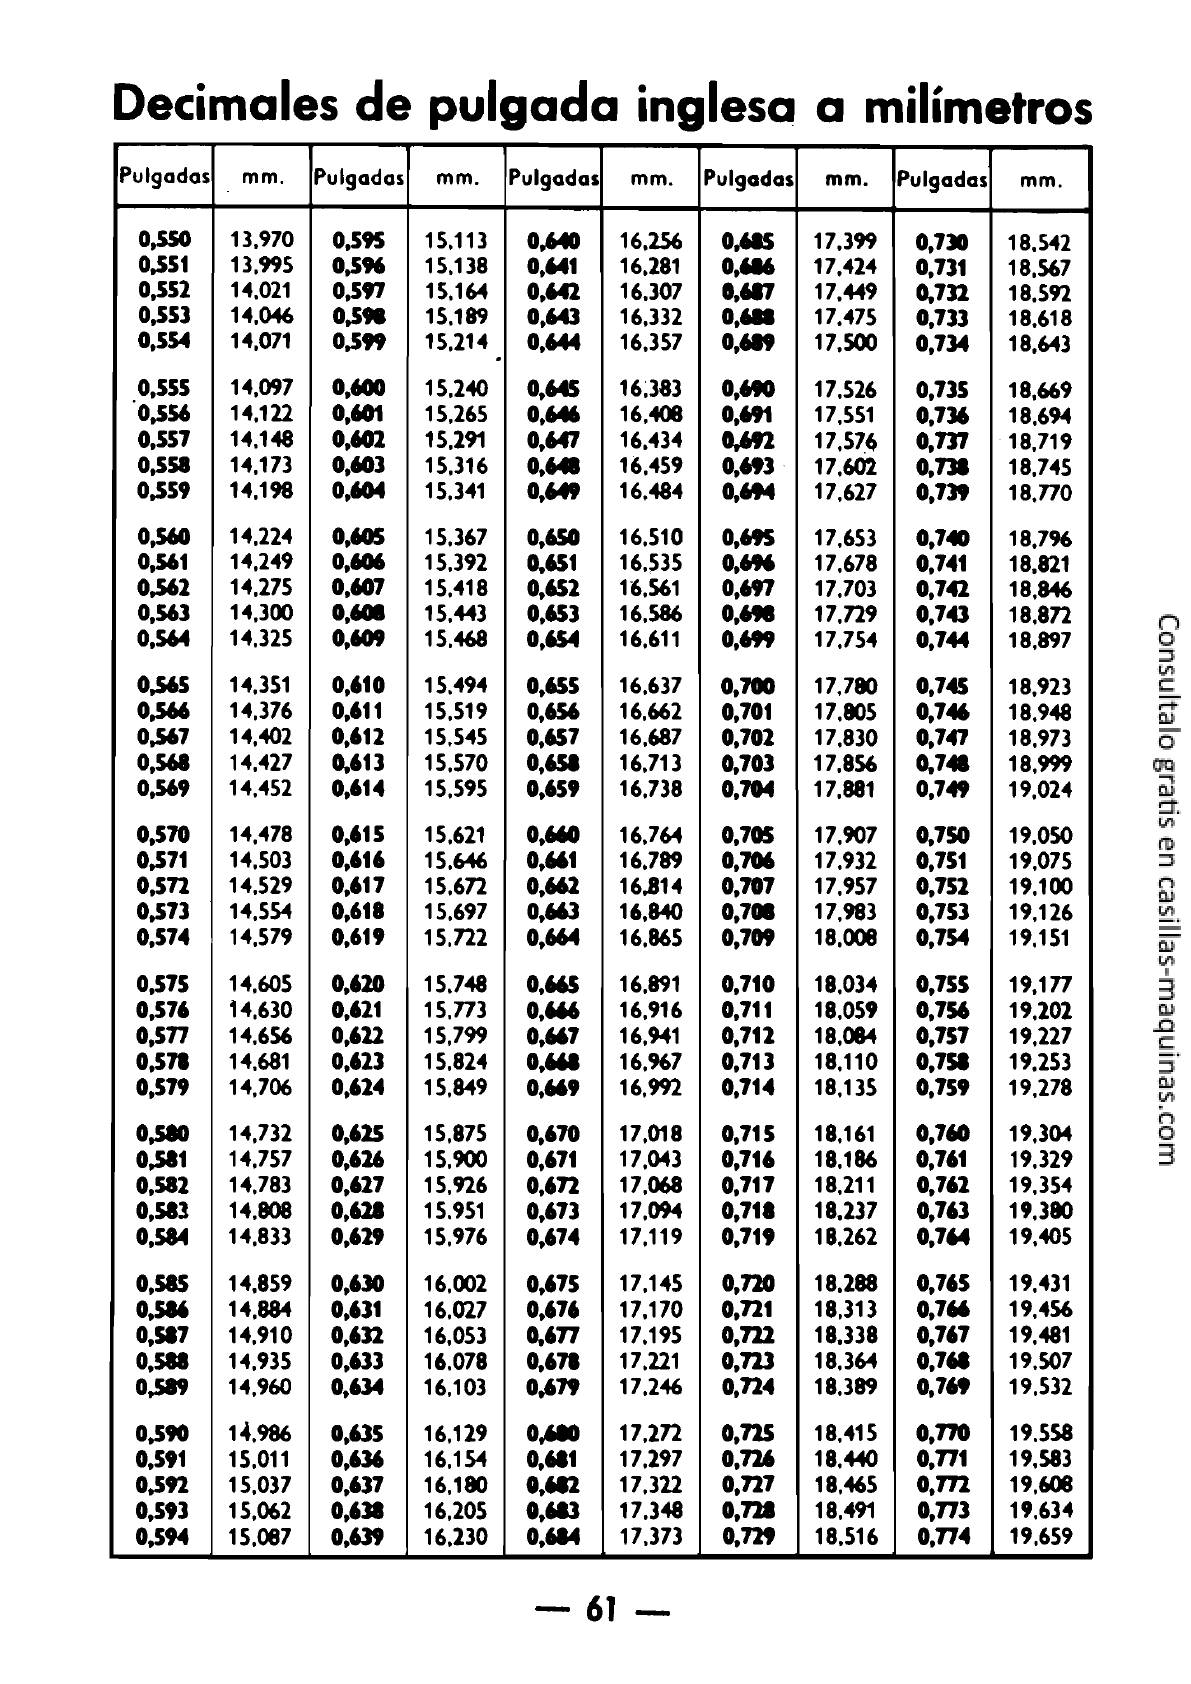 Decimales de pulgada inglesa a milímetros
Pulgadas mm. Pulgadas mm. Pulgadas mm. Pulgadas mm. Pulgadas mm.
0,550 13,970 0,595 15,113 0,640 16,256 0,685 17,399 0,730 18,542
0,551 13,995 0,596 15,138 0,641 16,281 0,686 17,424 0,731 18,567
0,552 14,021 0,597 15,164 0,642 16,307 0,687 17,449 0,732 18,592
0,553 14,046 0,598 15,189 0,643 16,332 0,688 17,475 0,733 18,618
0,554 14,071 0,599 15,214 0,644 16,357 0,689 17,500 0,734 18,643
0,555 14,097 0,600 15,240 0,645 16,383 0,690 17,526 0,735 18,669
0,556 14,122 0,601 15,265 0,646 16,408 0,691 17,551 0,736 18,694
0,557 14,148 0,602 15,291 0,647 16,434 0,692 17,576 0,737 18,719
0,558 14,173 0,603 15,316 0,648 16,459 0,693 17,602 0,738 18,745
0,559 14,198 0,604 15,341 0,649 16,484 0,694 17,627 0,739 18,770
0,560 14,224 0,605 15,367 0,650 16,510 0,695 17,653 0,740 18,796
0,561 14,249 0,606 15,392 0,651 16,535 0,696 17,678 0,741 18,821
0,562 14,275 0,607 15,418 0,652 16,561 0,697 17,703 0,742 18,846
0,563 14,300 0,608 15,443 0,653 16,586 0,698 17,729 0,743 18,872
0,564 14,325 0,609 15,468 0,654 16,611 0,699 17,754 0,744 18,897
0,565 14,351 0,610 15,494 0,655 16,637 0,700 17,780 0,745 18,923
0,566 14,376 0,611 15,519 0,656 16,662 0,701 17,805 0,746 18,948
0,567 14,402 0,612 15,545 0,657 16,687 0,702 17,830 0,747 18,973
0,568 14,427 0,613 15,570 0,658 16,713 0,703 17,856 0,748 18,999
0,569 14,452 0,614 15,595 0,659 16,738 0,704 17,881 0,749 19,024
0,570 14,478 0,615 15,621 0,660 16,764 0,705 17,907 0,750 19,050
0,571 14,503 0,616 15,646 0,661 16,789 0,706 17,932 0,751 19,075
0,572 14,529 0,617 15,672 0,662 16,814 0,707 17,957 0,752 19,100
0,573 14,554 0,618 15,697 0,663 16,840 0,708 17,983 0,753 19,126
0,574 14,579 0,619 15,722 0,664 16,865 0,709 18,008 0,754 19,151
0,575 14,605 0,620 15,748 0,665 16,891 0,710 18,034 0,755 19,177
0,576 14,630 0,621 15,773 0,666 16,916 0,711 18,059 0,756 19,202
0,577 14,656 0,622 15,799 0,667 16,941 0,712 18,084 0,757 19,227
0,578 14,681 0,623 15,824 0,668 16,967 0,713 18,110 0,758 19,253
0,579 14,706 0,624 15,849 0,669 16,992 0,714 18,135 0,759 19,278
0,580 14,732 0,625 15,875 0,670 17,018 0,715 18,161 0,760 19,304
0,581 14,757 0,626 15,900 0,671 17,043 0,716 18,186 0,761 19,329
0,582 14,783 0,627 15,926 0,672 17,068 0,717 18,211 0,762 19,354
0,583 14,808 0,628 15,951 0,673 17,094 0,718 18,237 0,763 19,380
0,584 14,833 0,629 15,976 0,674 17,119 0,719 18,262 0,764 19,405
0,585 14,859 0,630 16,002 0,675 17,145 0,720 18,288 0,765 19,431
0,586 14,884 0,631 16,027 0,676 17,170 0,721 18,313 0,766 19,456
0,587 14,910 0,632 16,053 0,677 17,195 0,722 18,338 0,767 19,481
0,588 14,935 0,633 16,078 0,678 17,221 0,723 18,364 0,768 19,507
0,589 14,960 0,634 16,103 0,679 17,246 0,724 18,389 0,769 19,532
0,590 14,986 0,635 16,129 0,680 17,272 0,725 18,415 0,770 19,558
0,591 15,011 0,636 16,154 0,681 17,297 0,726 18,440 0,771 19,583
0,592 15,037 0,637 16,180 0,682 17,322 0,727 18,465 0,772 19,608
0,593 15,062 0,638 16,205 0,683 17,348 0,728 18,491 0,773 19,634
0,594 15,087 0,639 16,230 0,684 17,373 0,729 18,516 0,774 19,659
— 61 —
Consultalo gratis en casillas-maquinas.com